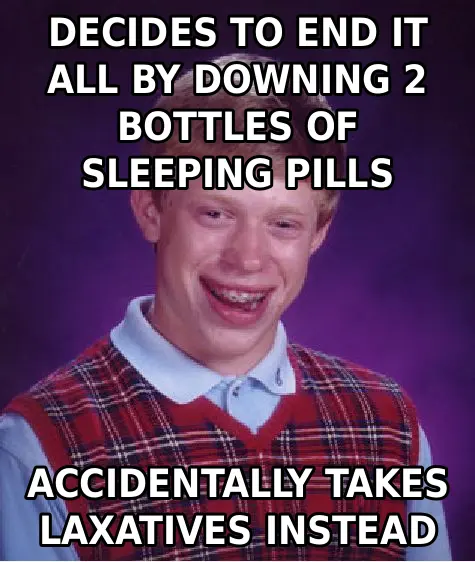 DECIDES TO END IT
ALL BY DOWNING 2
BOTTLES OF
SLEEPING PILLS
ACCIDENTALLY TAKES
LAXATIVES INSTEAD